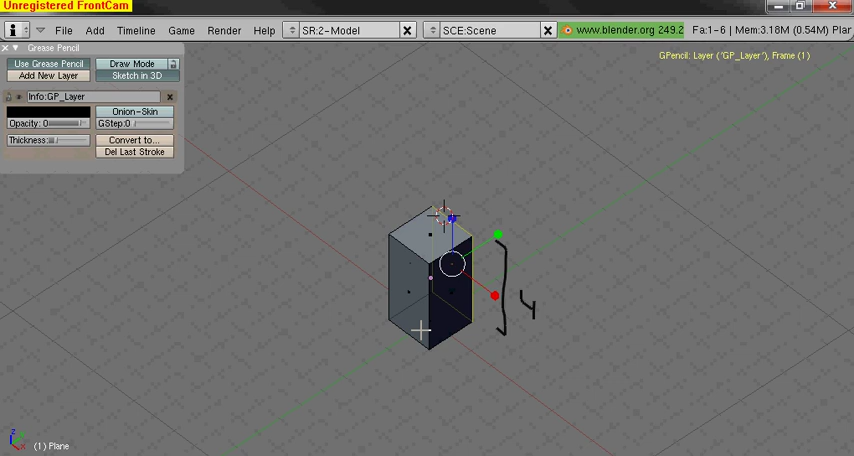 Unregistered FrontCam
File Add Timeline Game Render Help SR:2-Model SCE:Scene www.blender.org 249.2 Fa:1-6 | Mem:3.18M (0.54M) Plar
Grease Pencil
GPencil: Layer ("GP_Layer"), Frame (1)
Use Grease Pencil Draw Mode
Add New Layer Sketch in 3D
Info:GP_Layer
Onion-Skin
Opacity: 0 GStep:0
Thickness: Convert to...
Del Last Stroke
4
z
x
(1) Plane